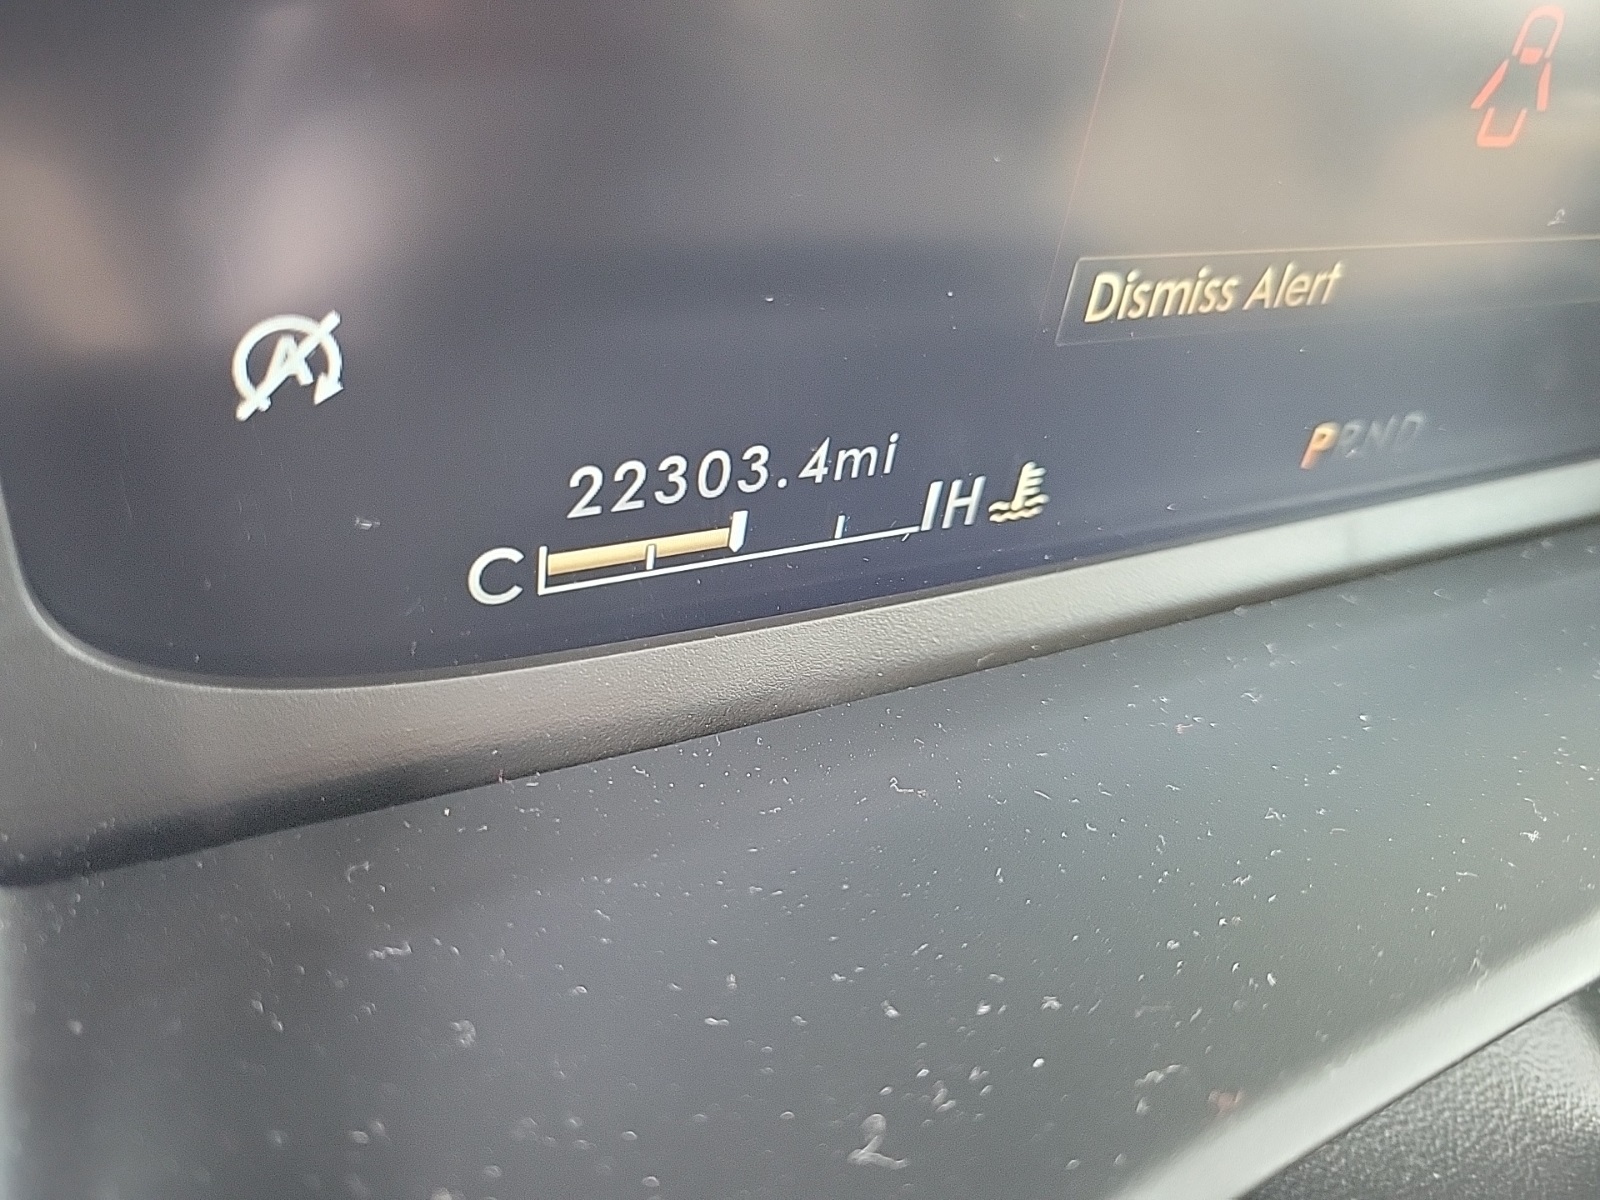 Dismiss Alert
PRND
22303.4mi
C H